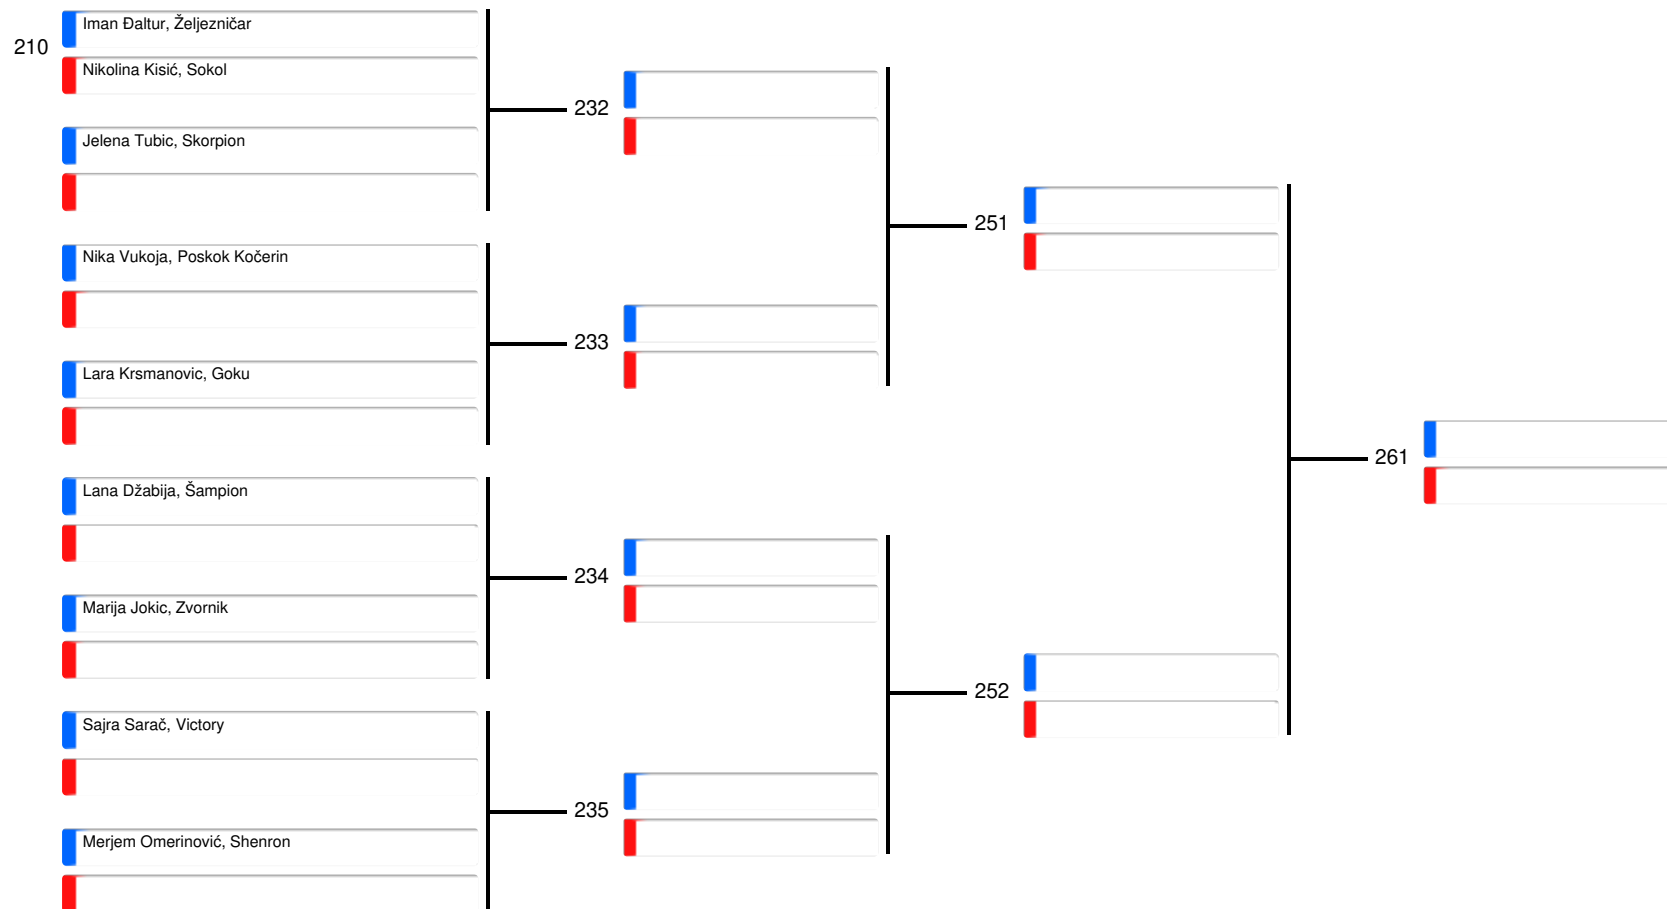 Iman Đaltur, Željezničar
210
Nikolina Kisić, Sokol
232
Jelena Tubic, Skorpion
251
Nika Vukoja, Poskok Kočerin
233
Lara Krsmanovic, Goku
261
Lana Džabija, Šampion
234
Marija Jokic, Zvornik
252
Sajra Sarač, Victory
235
Merjem Omerinović, Shenron